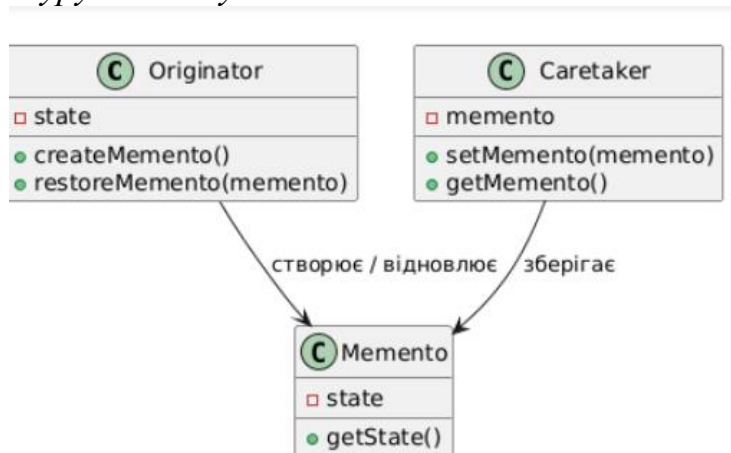 Originator
state
createMemento()
restoreMemento(memento)
Caretaker
memento
setMemento(memento)
getMemento()
створює / відновлює
зберігає
Memento
state
getState()